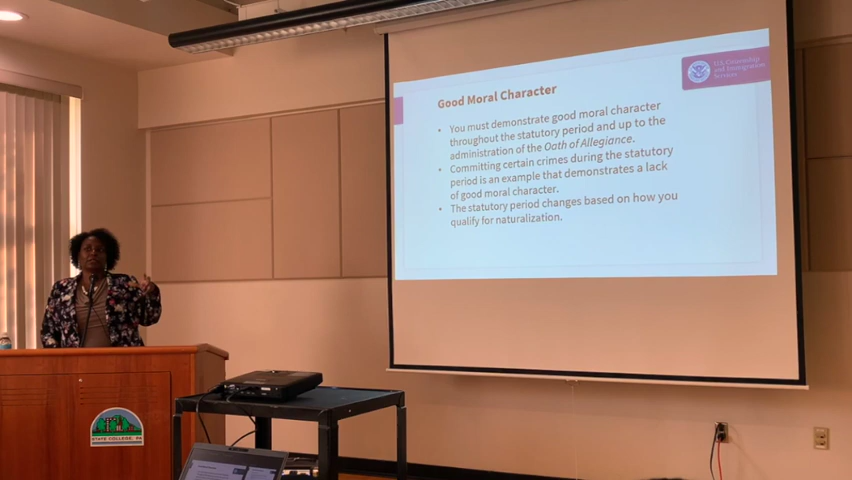 U.S. Citizenship
and Immigration
Services
Good Moral Character
• You must demonstrate good moral character
throughout the statutory period and up to the
administration of the Oath of Allegiance.
• Committing certain crimes during the statutory
period is an example that demonstrates a lack
of good moral character.
• The statutory period changes based on how you
qualify for naturalization.
STATE COLLEGE, PA